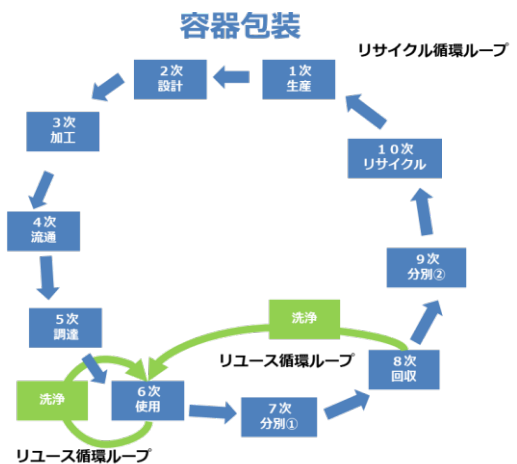 容器包装
リサイクル循環ループ
１次
生産
２次
設計
３次
加工
４次
流通
５次
調達
６次
使用
７次
分別①
８次
回収
９次
分別②
１０次
リサイクル
洗浄
リユース循環ループ
洗浄
リユース循環ループ